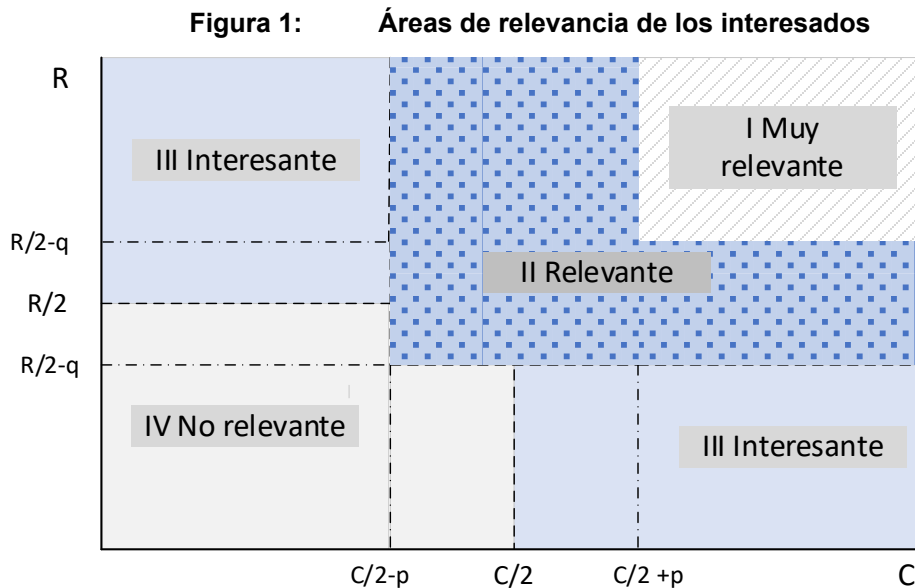 Figura 1: Áreas de relevancia de los interesados
R
I Muy
relevante
III Interesante
R/2-q
II Relevante
R/2
R/2-q
IV No relevante
III Interesante
C/2-p
C/2
C/2 +p
C